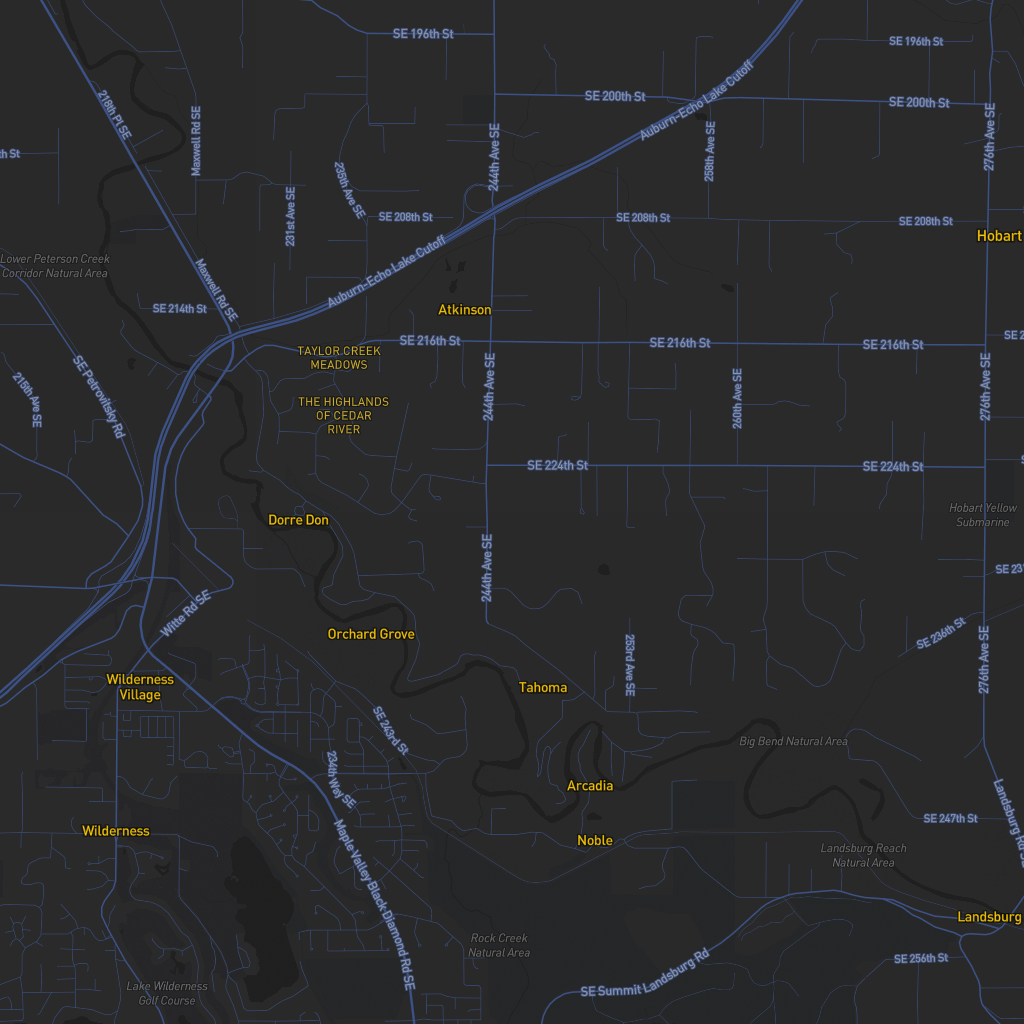 SE 196th St
SE 196th St
218th Pl SE
Auburn-Echo Lake Cutoff
SE 200th St
SE 200th St
Maxwell Rd SE
244th Ave SE
258th Ave SE
276th Ave SE
th St
235th Ave SE
231st Ave SE
SE 208th St
SE 208th St
SE 208th St
Hobart
Lower Peterson Creek
Corridor Natural Area
Maxwell Rd SE
Auburn-Echo Lake Cutoff
SE 214th St
Atkinson
SE 216th St
SE 216th St
SE 216th St
SE 2
TAYLOR CREEK
MEADOWS
215th Ave SE
SE Petrovitsky Rd
244th Ave SE
260th Ave SE
276th Ave SE
THE HIGHLANDS
OF CEDAR
RIVER
SE 224th St
SE 224th St
Hobart Yellow
Submarine
Dorre Don
244th Ave SE
SE 23
Witte Rd SE
Orchard Grove
SE 236th St
253rd Ave SE
276th Ave SE
Wilderness
Village
Tahoma
SE 243rd St
Big Bend Natural Area
234th Way SE
Arcadia
Landsburg Rd SE
SE 247th St
Wilderness
Noble
Landsburg Reach
Natural Area
Maple Valley Black Diamond Rd SE
Landsburg
Rock Creek
Natural Area
SE Summit Landsburg Rd
SE 256th St
Lake Wilderness
Golf Course